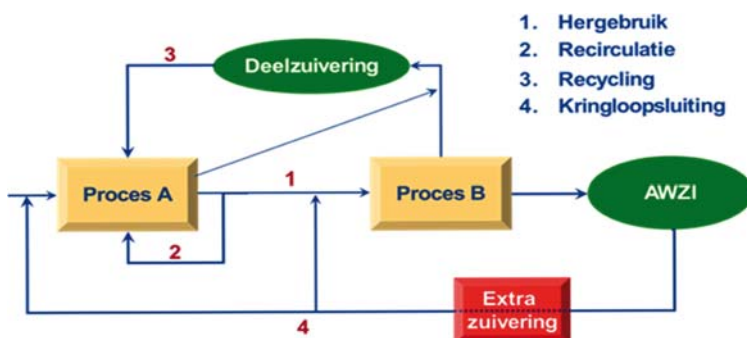 1. Hergebruik
2. Recirculatie
3. Recycling
4. Kringloopsluiting
3
Deelzuivering
Proces A
1
Proces B
AWZI
2
Extra
zuivering
4